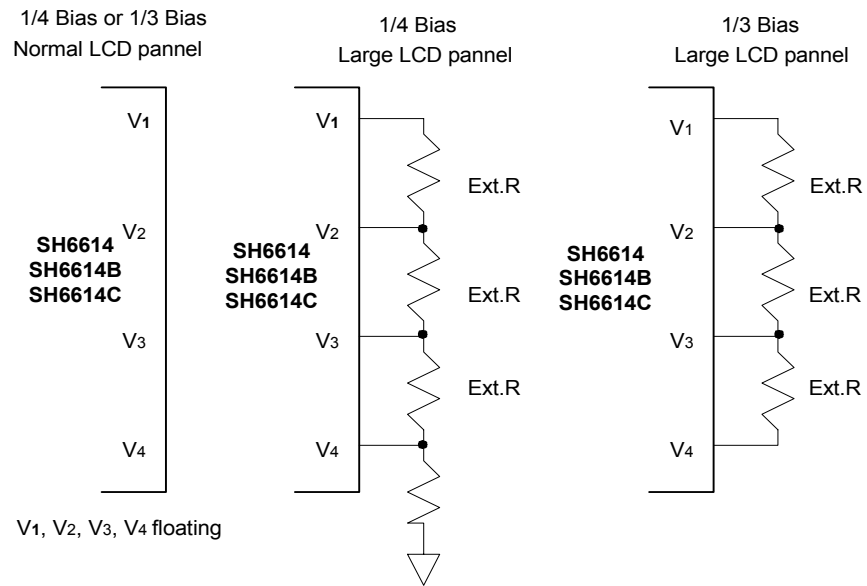 1/4 Bias or 1/3 Bias
Normal LCD pannel
V1
V2
SH6614
SH6614B
SH6614C
V3
V4
V1, V2, V3, V4 floating
1/4 Bias
Large LCD pannel
V1
Ext.R
V2
SH6614
SH6614B
SH6614C
Ext.R
V3
Ext.R
V4
1/3 Bias
Large LCD pannel
V1
Ext.R
V2
SH6614
SH6614B
SH6614C
Ext.R
V3
Ext.R
V4